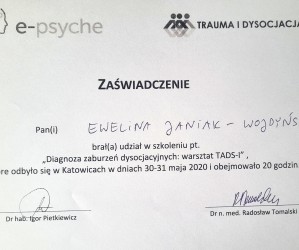 e-psyche
TRAUMA I DYSOCJACJA
ZAŚWIADCZENIE
Pan(i) EWELINA JANIAK - WOJDYŃS
brał(a) udział w szkoleniu pt.
„Diagnoza zaburzeń dysocjacyjnych: warsztat TADS-I",
re odbyło się w Katowicach w dniach 30-31 maja 2020 i obejmowało 20 godzin
Dr hab. Igor Pietkiewicz
Dr n. med. Radosław Tomalski